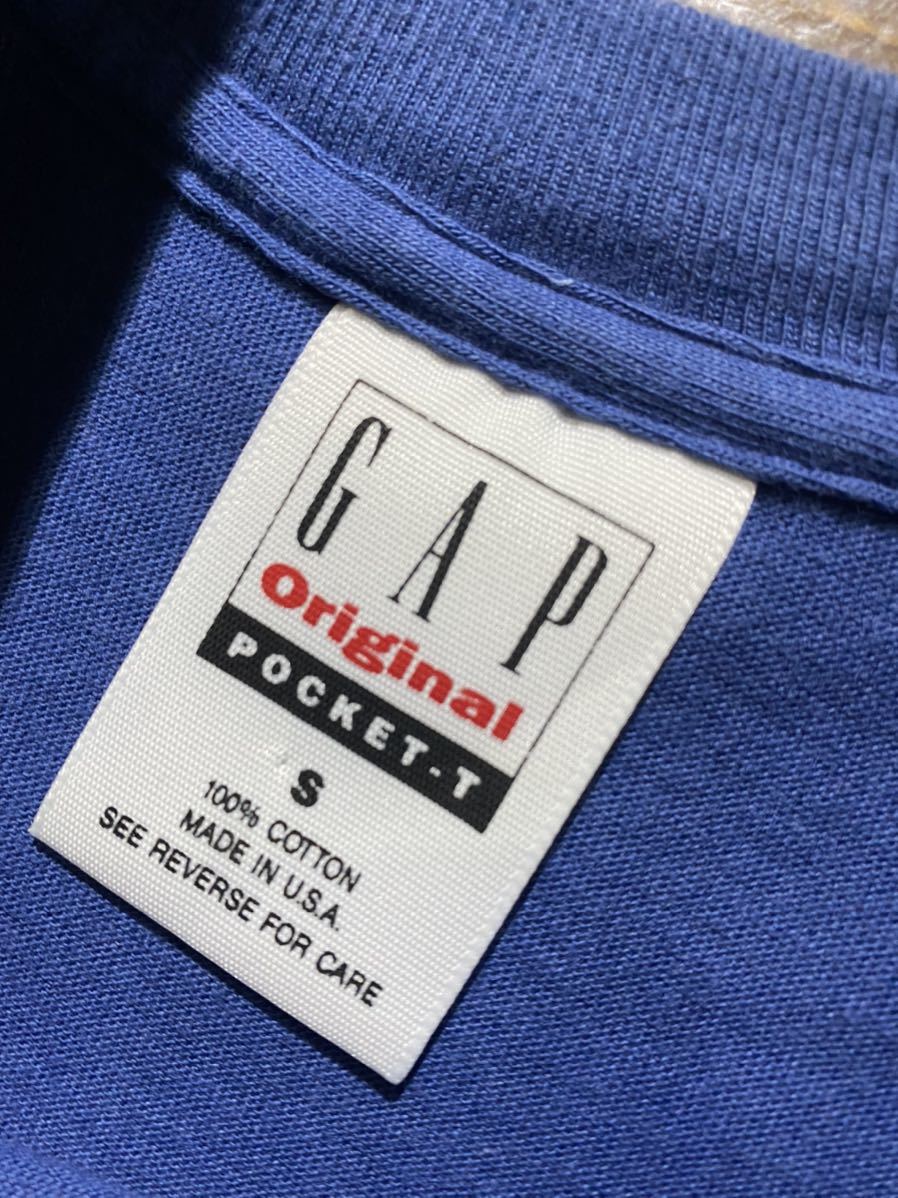 GAP
Original
POCKET-T
S
100% COTTON
MADE IN U.S.A.
SEE REVERSE FOR CARE